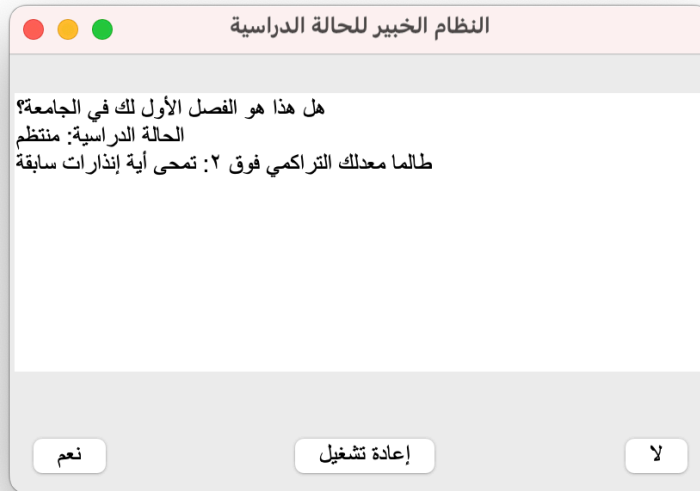 النظام الخبير للحالة الدراسية
هل هذا هو الفصل الأول لك في الجامعة؟
الحالة الدراسية: منتظم
طالما معدلك التراكمي فوق ٢: تمحى أية إنذارات سابقة
لا
إعادة تشغيل
نعم